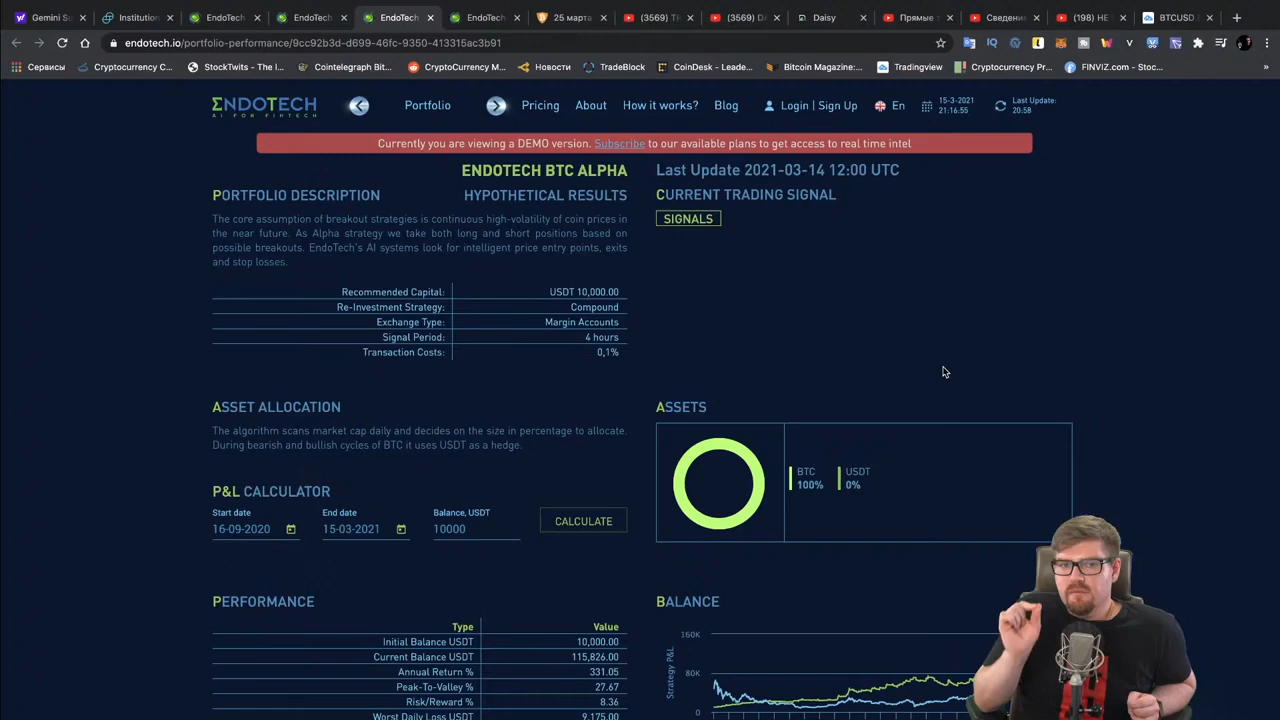 Gemini Su
Institution
EndoTech
EndoTech
EndoTech
EndoTech
25 марта
(3569) TF
(3569) DA
Daisy
Прямые
Сведени
(198) НЕ
BTCUSD
endotech.io/portfolio-performance/9cc92b3d-d699-46fc-9350-413315ac3b91
Сервисы
Cryptocurrency C...
StockTwits - The l...
Cointelegraph Bit...
CryptoCurrency M...
Новости
TradeBlock
CoinDesk - Leade...
Bitcoin Magazine:...
Tradingview
Cryptocurrency Pr...
FINVIZ.com - Stoc...
ΣNDOTECH
AI FOR FINTECH
Portfolio
Pricing
About
How it works?
Blog
Login | Sign Up
En
15-3-2021
21:16:55
Last Update:
20:58
Currently you are viewing a DEMO version. Subscribe to our available plans to get access to real time intel
ENDOTECH BTC ALPHA
PORTFOLIO DESCRIPTION
HYPOTHETICAL RESULTS
The core assumption of breakout strategies is continuous high-volatility of coin prices in
the near future. As Alpha strategy we take both long and short positions based on
possible breakouts. EndoTech's AI systems look for intelligent price entry points, exits
and stop losses.
Last Update 2021-03-14 12:00 UTC
CURRENT TRADING SIGNAL
SIGNALS
Recommended Capital: USDT 10,000.00
Re-Investment Strategy: Compound
Exchange Type: Margin Accounts
Signal Period: 4 hours
Transaction Costs: 0,1%
ASSET ALLOCATION
The algorithm scans market cap daily and decides on the size in percentage to allocate.
During bearish and bullish cycles of BTC it uses USDT as a hedge.
ASSETS
BTC
100%
USDT
0%
P&L CALCULATOR
Start date
16-09-2020
End date
15-03-2021
Balance, USDT
10000
CALCULATE
PERFORMANCE
Type Value
Initial Balance USDT 10,000.00
Current Balance USDT 115,826.00
Annual Return % 331.05
Peak-To-Valley % 27.67
Risk/Reward % 8.36
Worst Daily Loss USDT 9,175.00
BALANCE
160K
80K
0
Strategy P&L